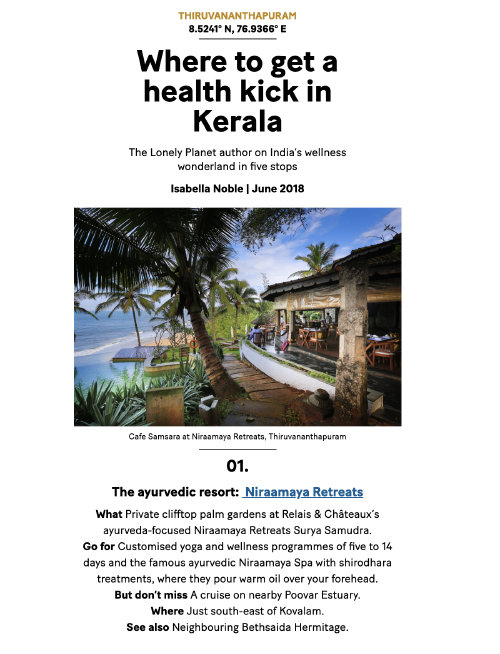 THIRUVANANTHAPURAM
8.5241° N, 76.9366° E
Where to get a
health kick in
Kerala
The Lonely Planet author on India's wellness
wonderland in five stops
Isabella Noble | June 2018
Cafe Samsara at Niraamaya Retreats, Thiruvananthapuram
01.
The ayurvedic resort: Niraamaya Retreats
What Private clifftop palm gardens at Relais & Châteaux's
ayurveda-focused Niraamaya Retreats Surya Samudra.
Go for Customised yoga and wellness programmes of five to 14
days and the famous ayurvedic Niraamaya Spa with shirodhara
treatments, where they pour warm oil over your forehead.
But don't miss A cruise on nearby Poovar Estuary.
Where Just south-east of Kovalam.
See also Neighbouring Bethsaida Hermitage.